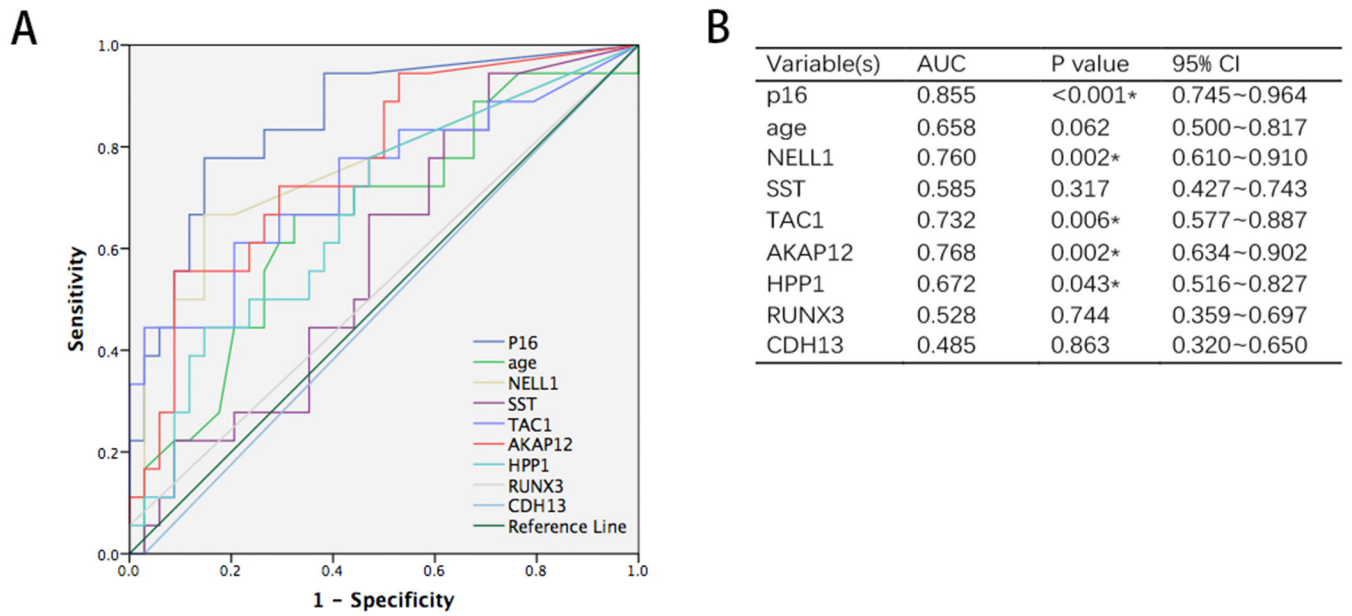 A
1.0
0.8
0.6
0.4
0.2
0.0
Sensitivity
P16
age
NELL1
SST
TAC1
AKAP12
HPP1
RUNX3
CDH13
Reference Line
0.0 0.2 0.4 0.6 0.8 1.0
1 - Specificity
B
Variable(s) AUC P value 95% CI
p16 0.855 <0.001* 0.745~0.964
age 0.658 0.062 0.500~0.817
NELL1 0.760 0.002* 0.610~0.910
SST 0.585 0.317 0.427~0.743
TAC1 0.732 0.006* 0.577~0.887
AKAP12 0.768 0.002* 0.634~0.902
HPP1 0.672 0.043* 0.516~0.827
RUNX3 0.528 0.744 0.359~0.697
CDH13 0.485 0.863 0.320~0.650